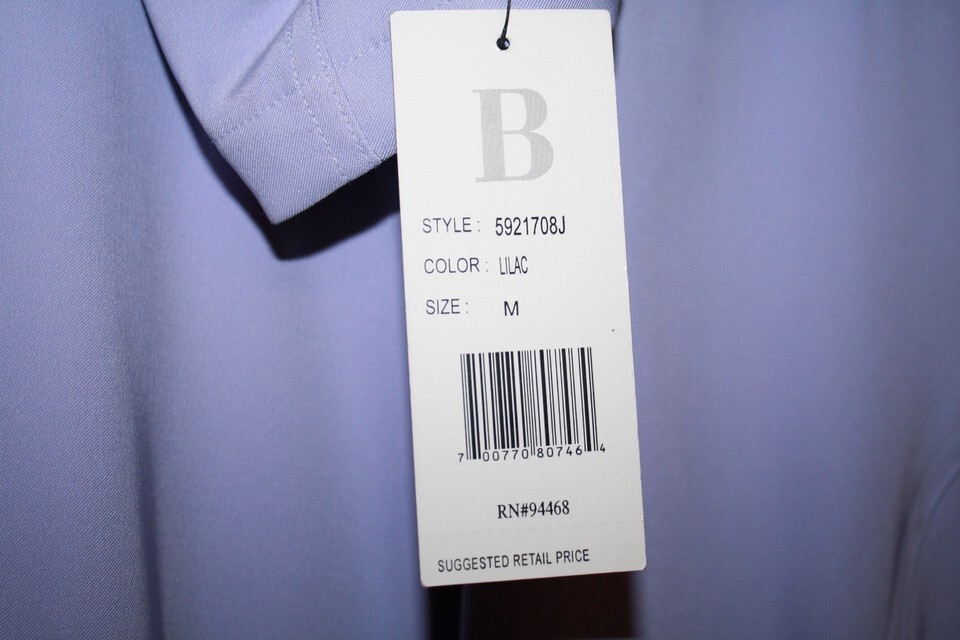 B
STYLE : 5921708J
COLOR : LILAC
SIZE : M
7 00770 80746 4
RN#94468
SUGGESTED RETAIL PRICE